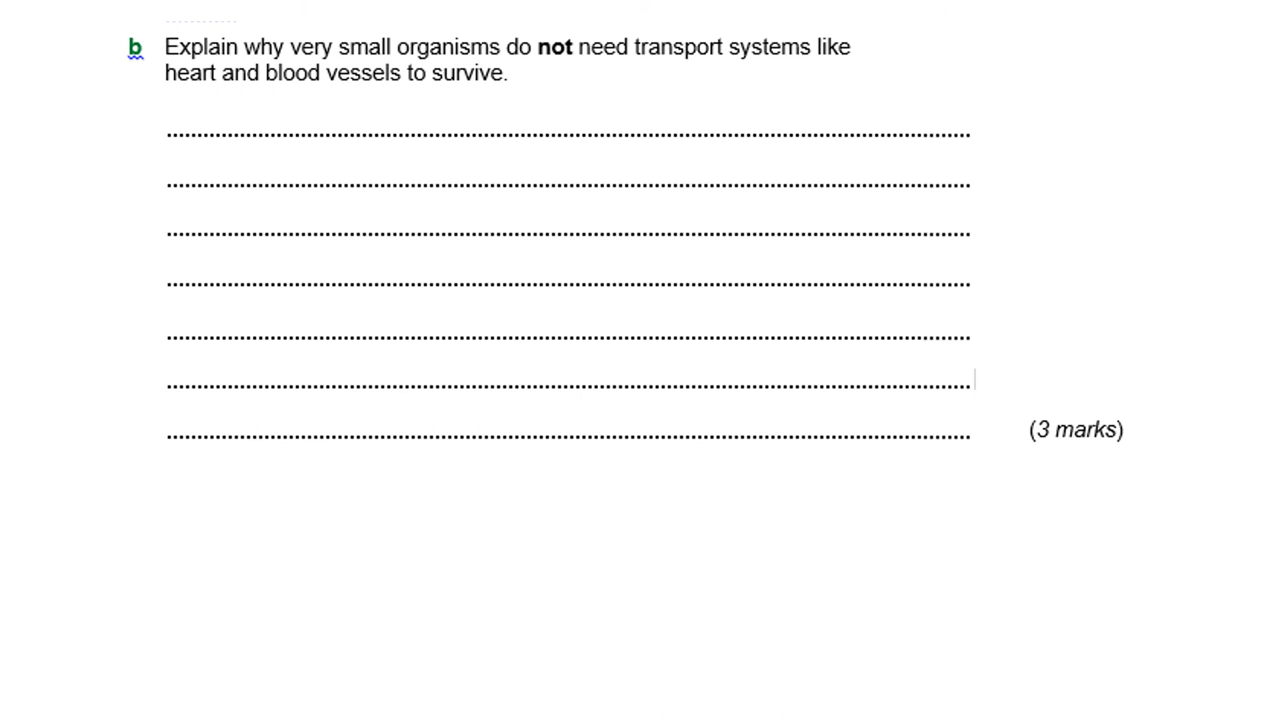 b Explain why very small organisms do not need transport systems like
heart and blood vessels to survive.
(3 marks)